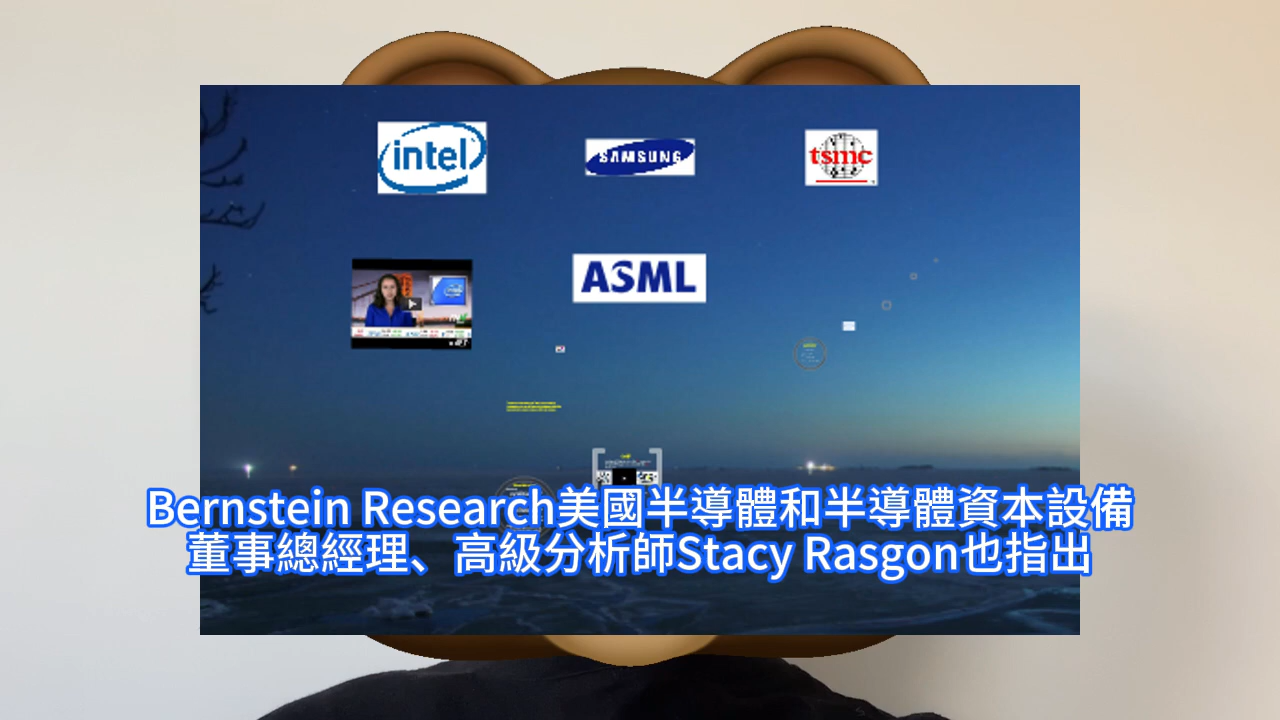 intel
SAMSUNG
tsmc
ASML
Bernstein Research美國半導體和半導體資本設備
董事總經理、高級分析師Stacy Rasgon也指出